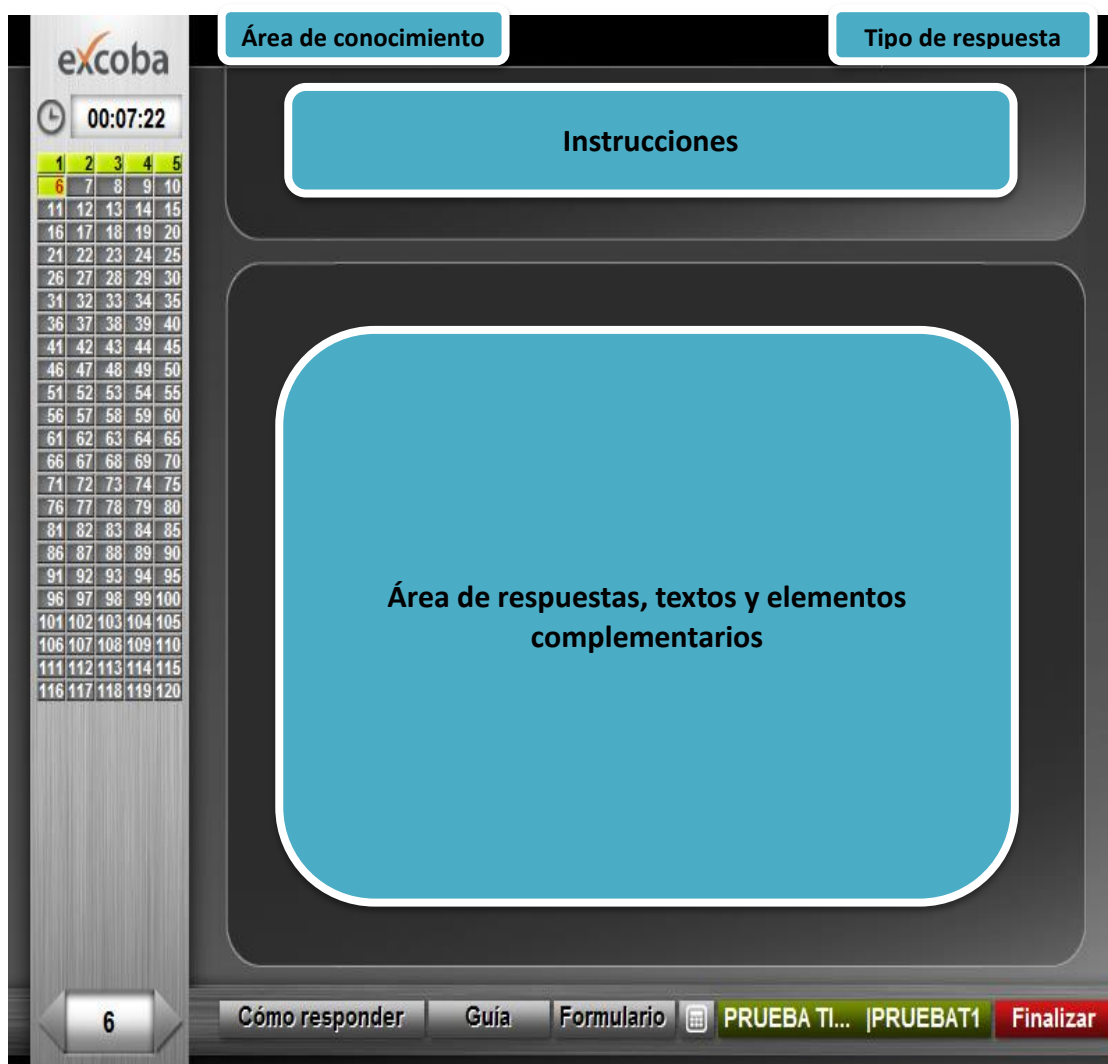 Área de conocimiento
Tipo de respuesta
excoba
00:07:22
Instrucciones
1 2 3 4 5
6 7 8 9 10
11 12 13 14 15
16 17 18 19 20
21 22 23 24 25
26 27 28 29 30
31 32 33 34 35
36 37 38 39 40
41 42 43 44 45
46 47 48 49 50
51 52 53 54 55
56 57 58 59 60
61 62 63 64 65
66 67 68 69 70
71 72 73 74 75
76 77 78 79 80
81 82 83 84 85
86 87 88 89 90
91 92 93 94 95
96 97 98 99 100
101 102 103 104 105
106 107 108 109 110
111 112 113 114 115
116 117 118 119 120
Área de respuestas, textos y elementos
complementarios
6
Cómo responder
Guía
Formulario
PRUEBA TI... |PRUEBAT1
Finalizar